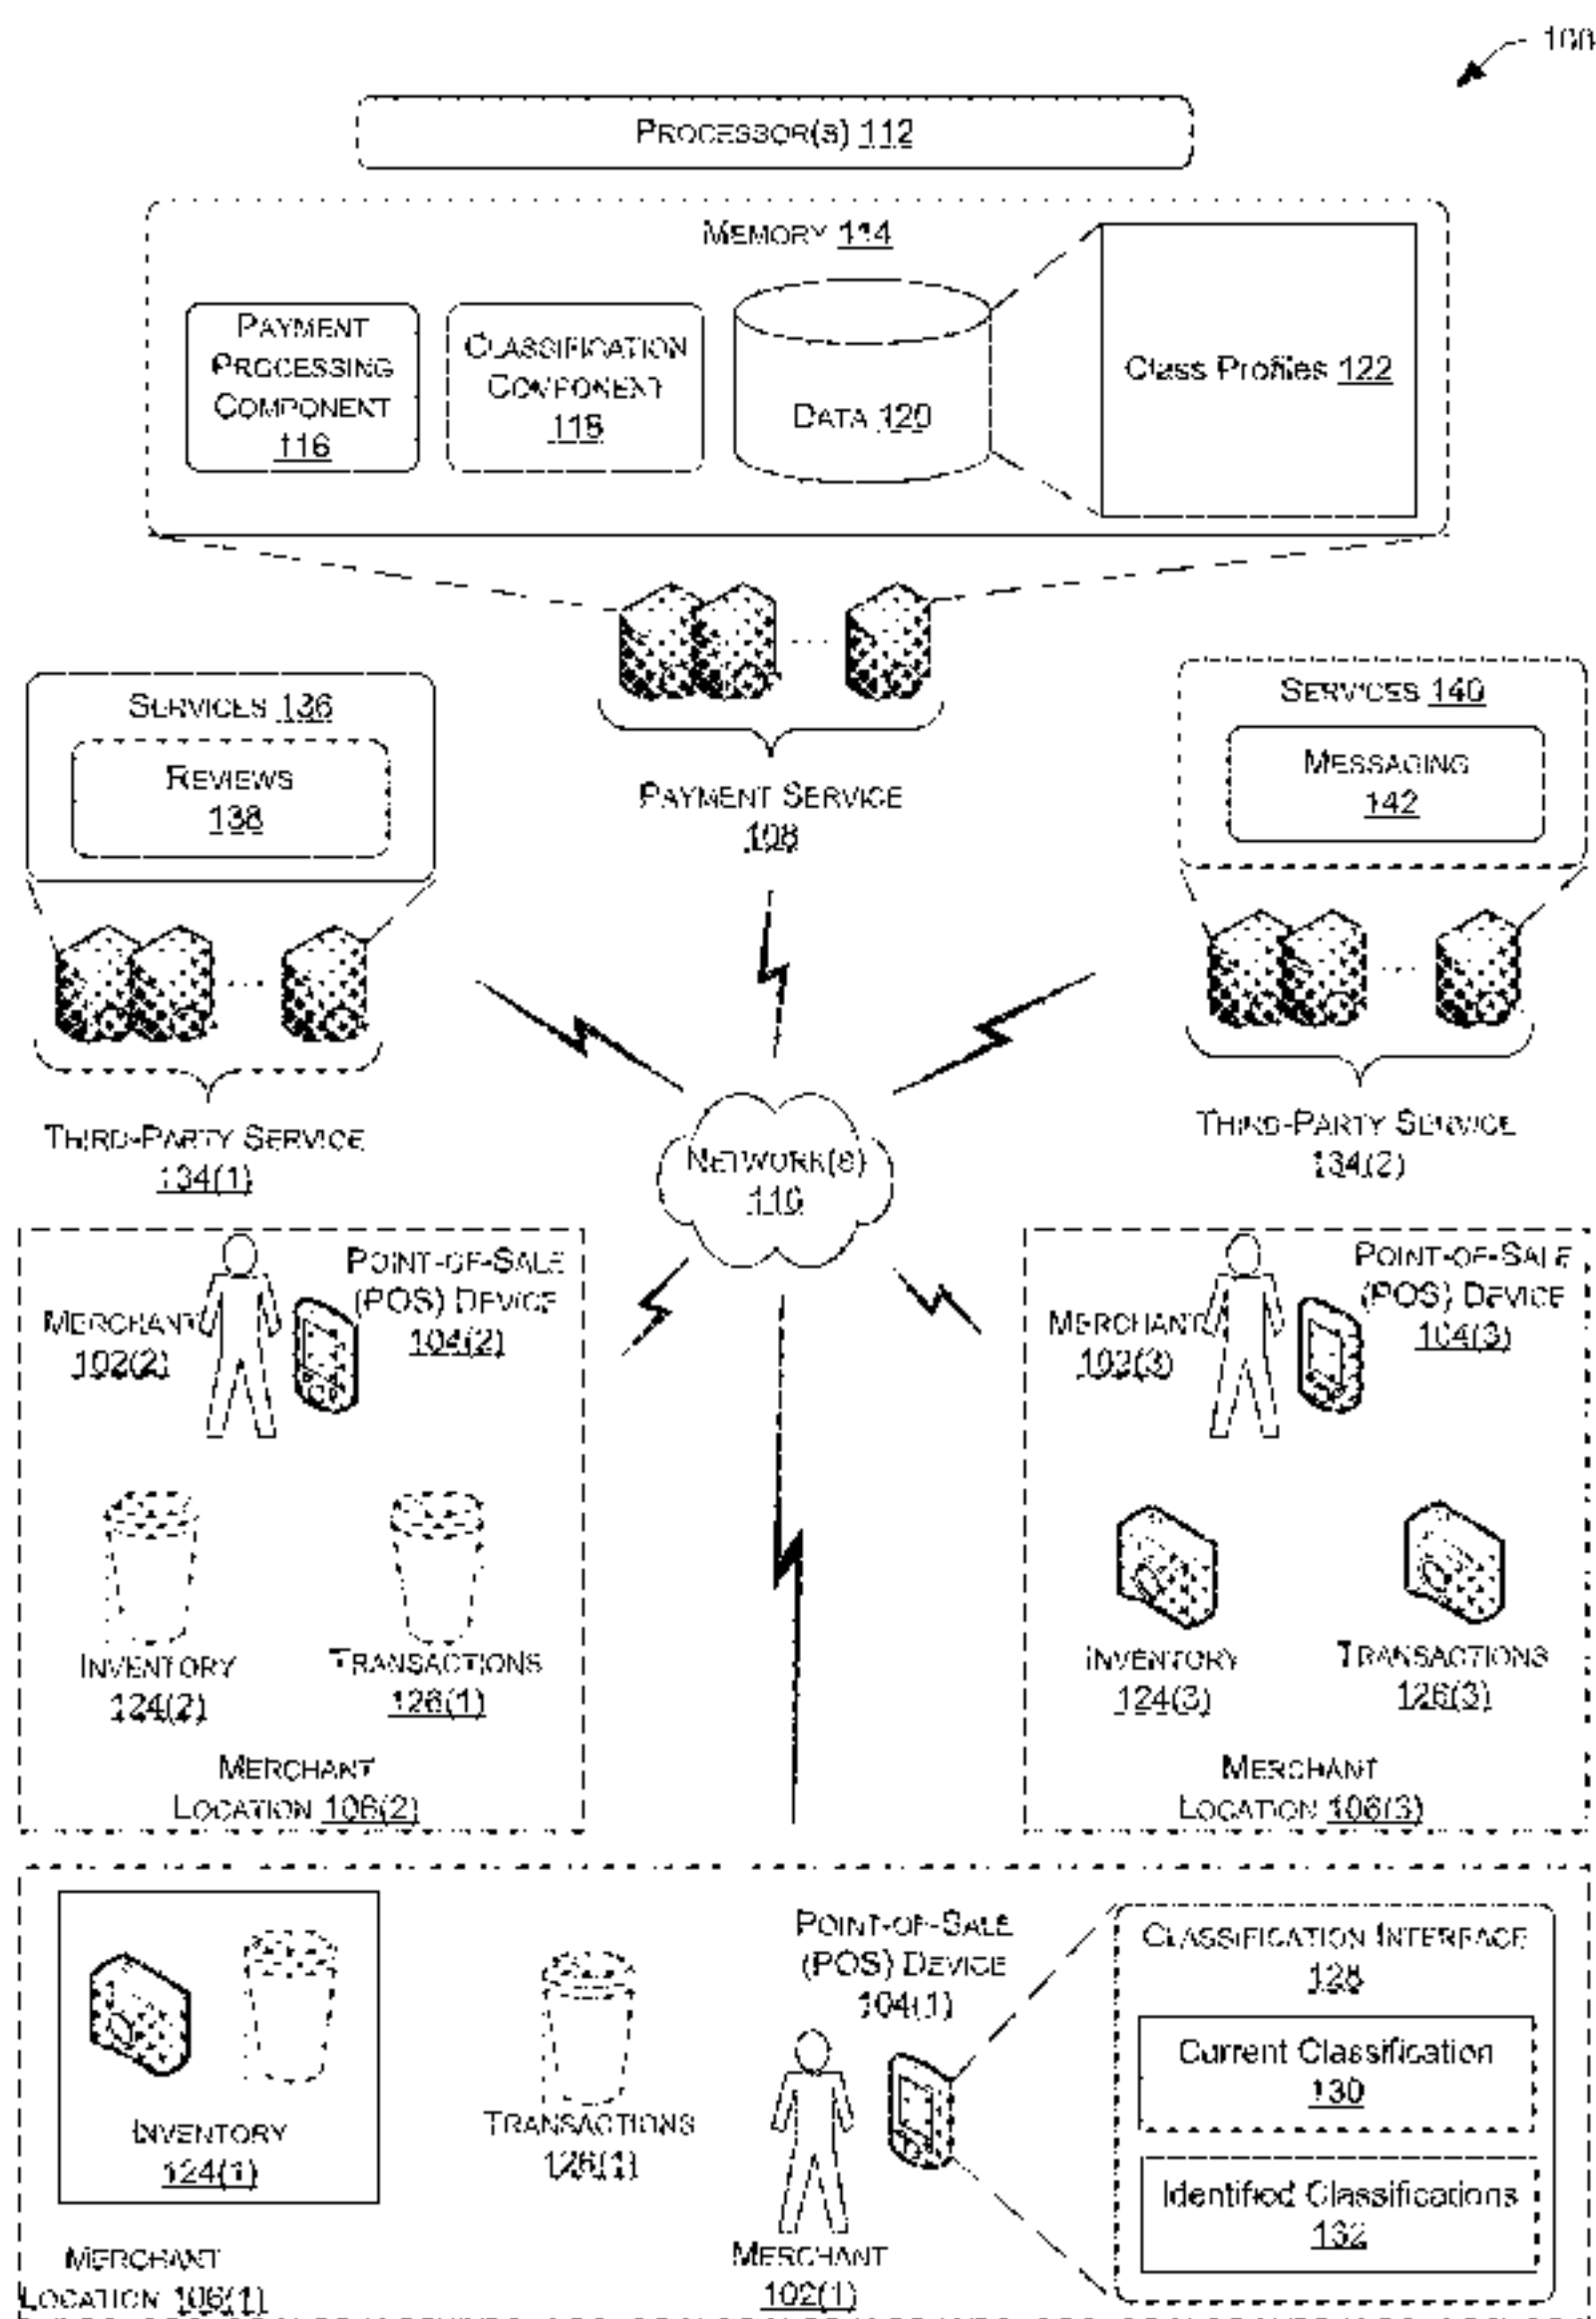 100
PROCESSOR(S) 112
MEMORY 114
PAYMENT
PROCESSING
COMPONENT
116
CLASSIFICATION
COMPONENT
118
DATA 120
Class Profiles 122
SERVICES 136
REVIEWS
138
PAYMENT SERVICE
108
SERVICES 140
MESSAGING
142
THIRD-PARTY SERVICE
134(1)
NETWORK(S)
110
THIRD-PARTY SERVICE
134(2)
MERCHANT
102(2)
POINT-OF-SALE
(POS) DEVICE
104(2)
INVENTORY
124(2)
TRANSACTIONS
126(1)
MERCHANT
LOCATION 106(2)
MERCHANT
102(3)
POINT-OF-SALE
(POS) DEVICE
104(3)
INVENTORY
124(3)
TRANSACTIONS
126(3)
MERCHANT
LOCATION 106(3)
INVENTORY
124(1)
MERCHANT
LOCATION 106(1)
TRANSACTIONS
126(1)
POINT-OF-SALE
(POS) DEVICE
104(1)
MERCHANT
102(1)
CLASSIFICATION INTERFACE
128
Current Classification
130
Identified Classifications
132